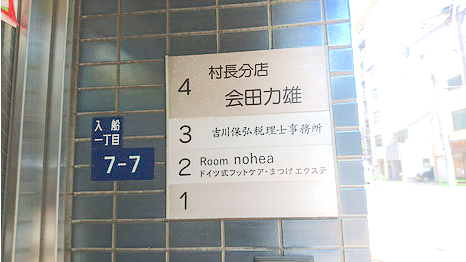 4
村長分店
会田力雄
3 吉川保弘税理士事務所
2 Room nohea
ドイツ式フットケア・まつげエクステ
1
入船
一丁目
7-7